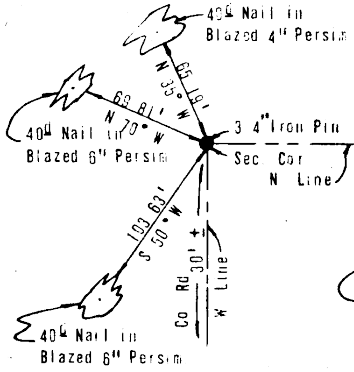 40d Nail in
Blazed 4" Persim
65 19'
N 35° W
69 81'
N 70° W
40d Nail in
Blazed 6" Persim
3 4" Iron Pin
Sec Cor
N Line
103 63'
S 50° W
Co Rd
30' ±
W Line
40d Nail in
Blazed 6" Persim